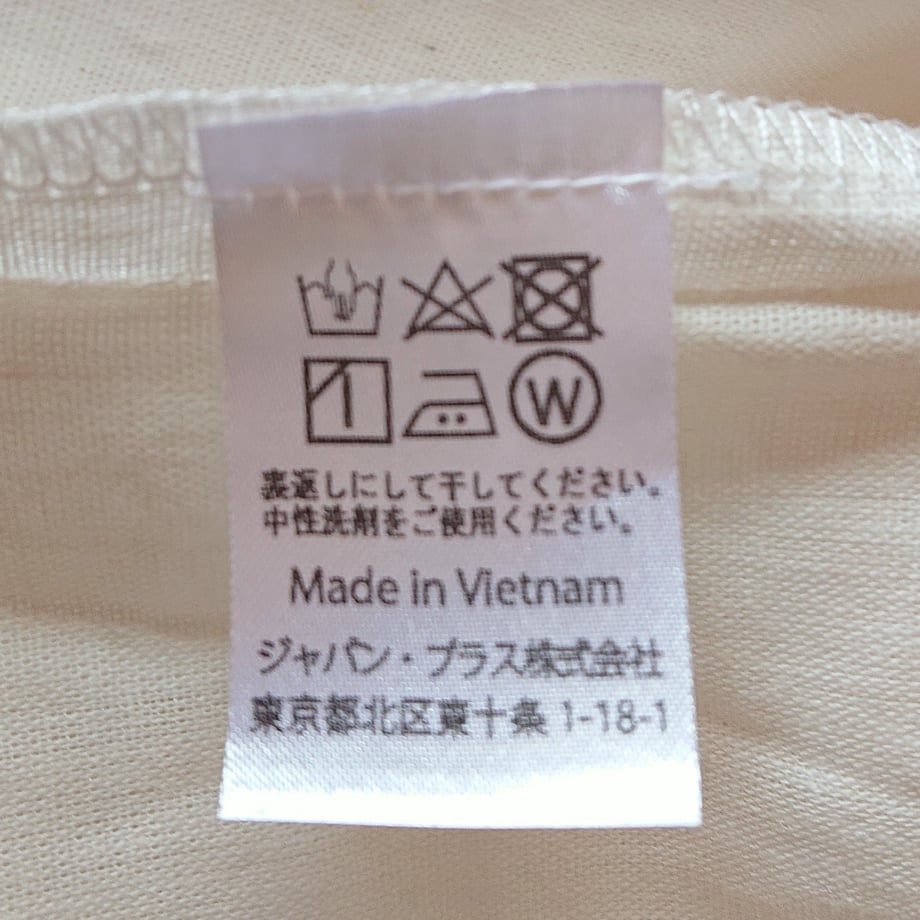 W
裏返しにして干してください。
中性洗剤をご使用ください。
Made in Vietnam
ジャパン・プラス株式会社
東京都北区東十条 1-18-1